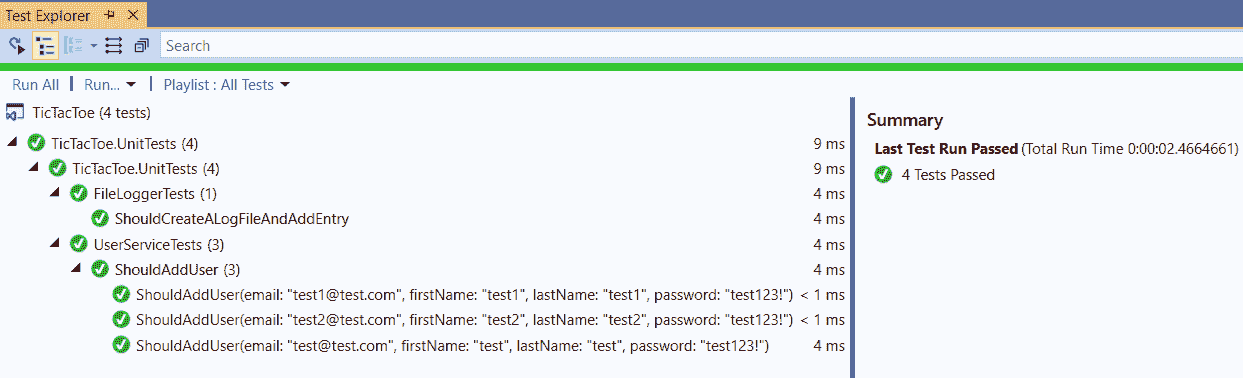 Test Explorer
Search
Run All | Run... | Playlist : All Tests
TicTacToe (4 tests)
TicTacToe.UnitTests (4) 9 ms
TicTacToe.UnitTests (4) 9 ms
FileLoggerTests (1) 4 ms
ShouldCreateALogFileAndAddEntry 4 ms
UserServiceTests (3) 4 ms
ShouldAddUser (3) 4 ms
ShouldAddUser(email: "test1@test.com", firstName: "test1", lastName: "test1", password: "test123!") < 1 ms
ShouldAddUser(email: "test2@test.com", firstName: "test2", lastName: "test2", password: "test123!") < 1 ms
ShouldAddUser(email: "test@test.com", firstName: "test", lastName: "test", password: "test123!") 4 ms
Summary
Last Test Run Passed (Total Run Time 0:00:02.4664661)
4 Tests Passed